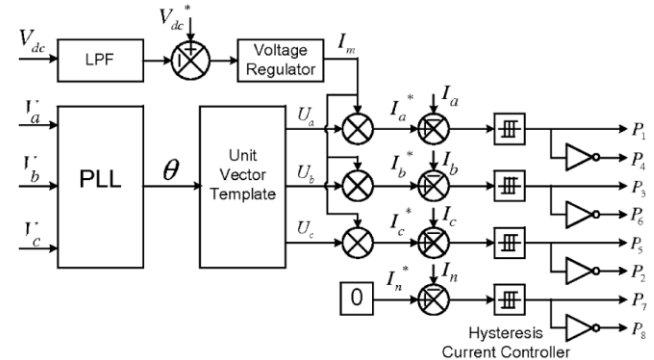 V_dc*
V_dc
LPF
Voltage
Regulator
I_m
V_a
V_b
V_c
PLL
θ
Unit
Vector
Template
U_a
U_b
U_c
I_a*
I_a
I_b*
I_b
I_c*
I_c
0
I_n*
I_n
P_1
P_4
P_3
P_6
P_5
P_2
P_7
P_8
Hysteresis
Current Controller